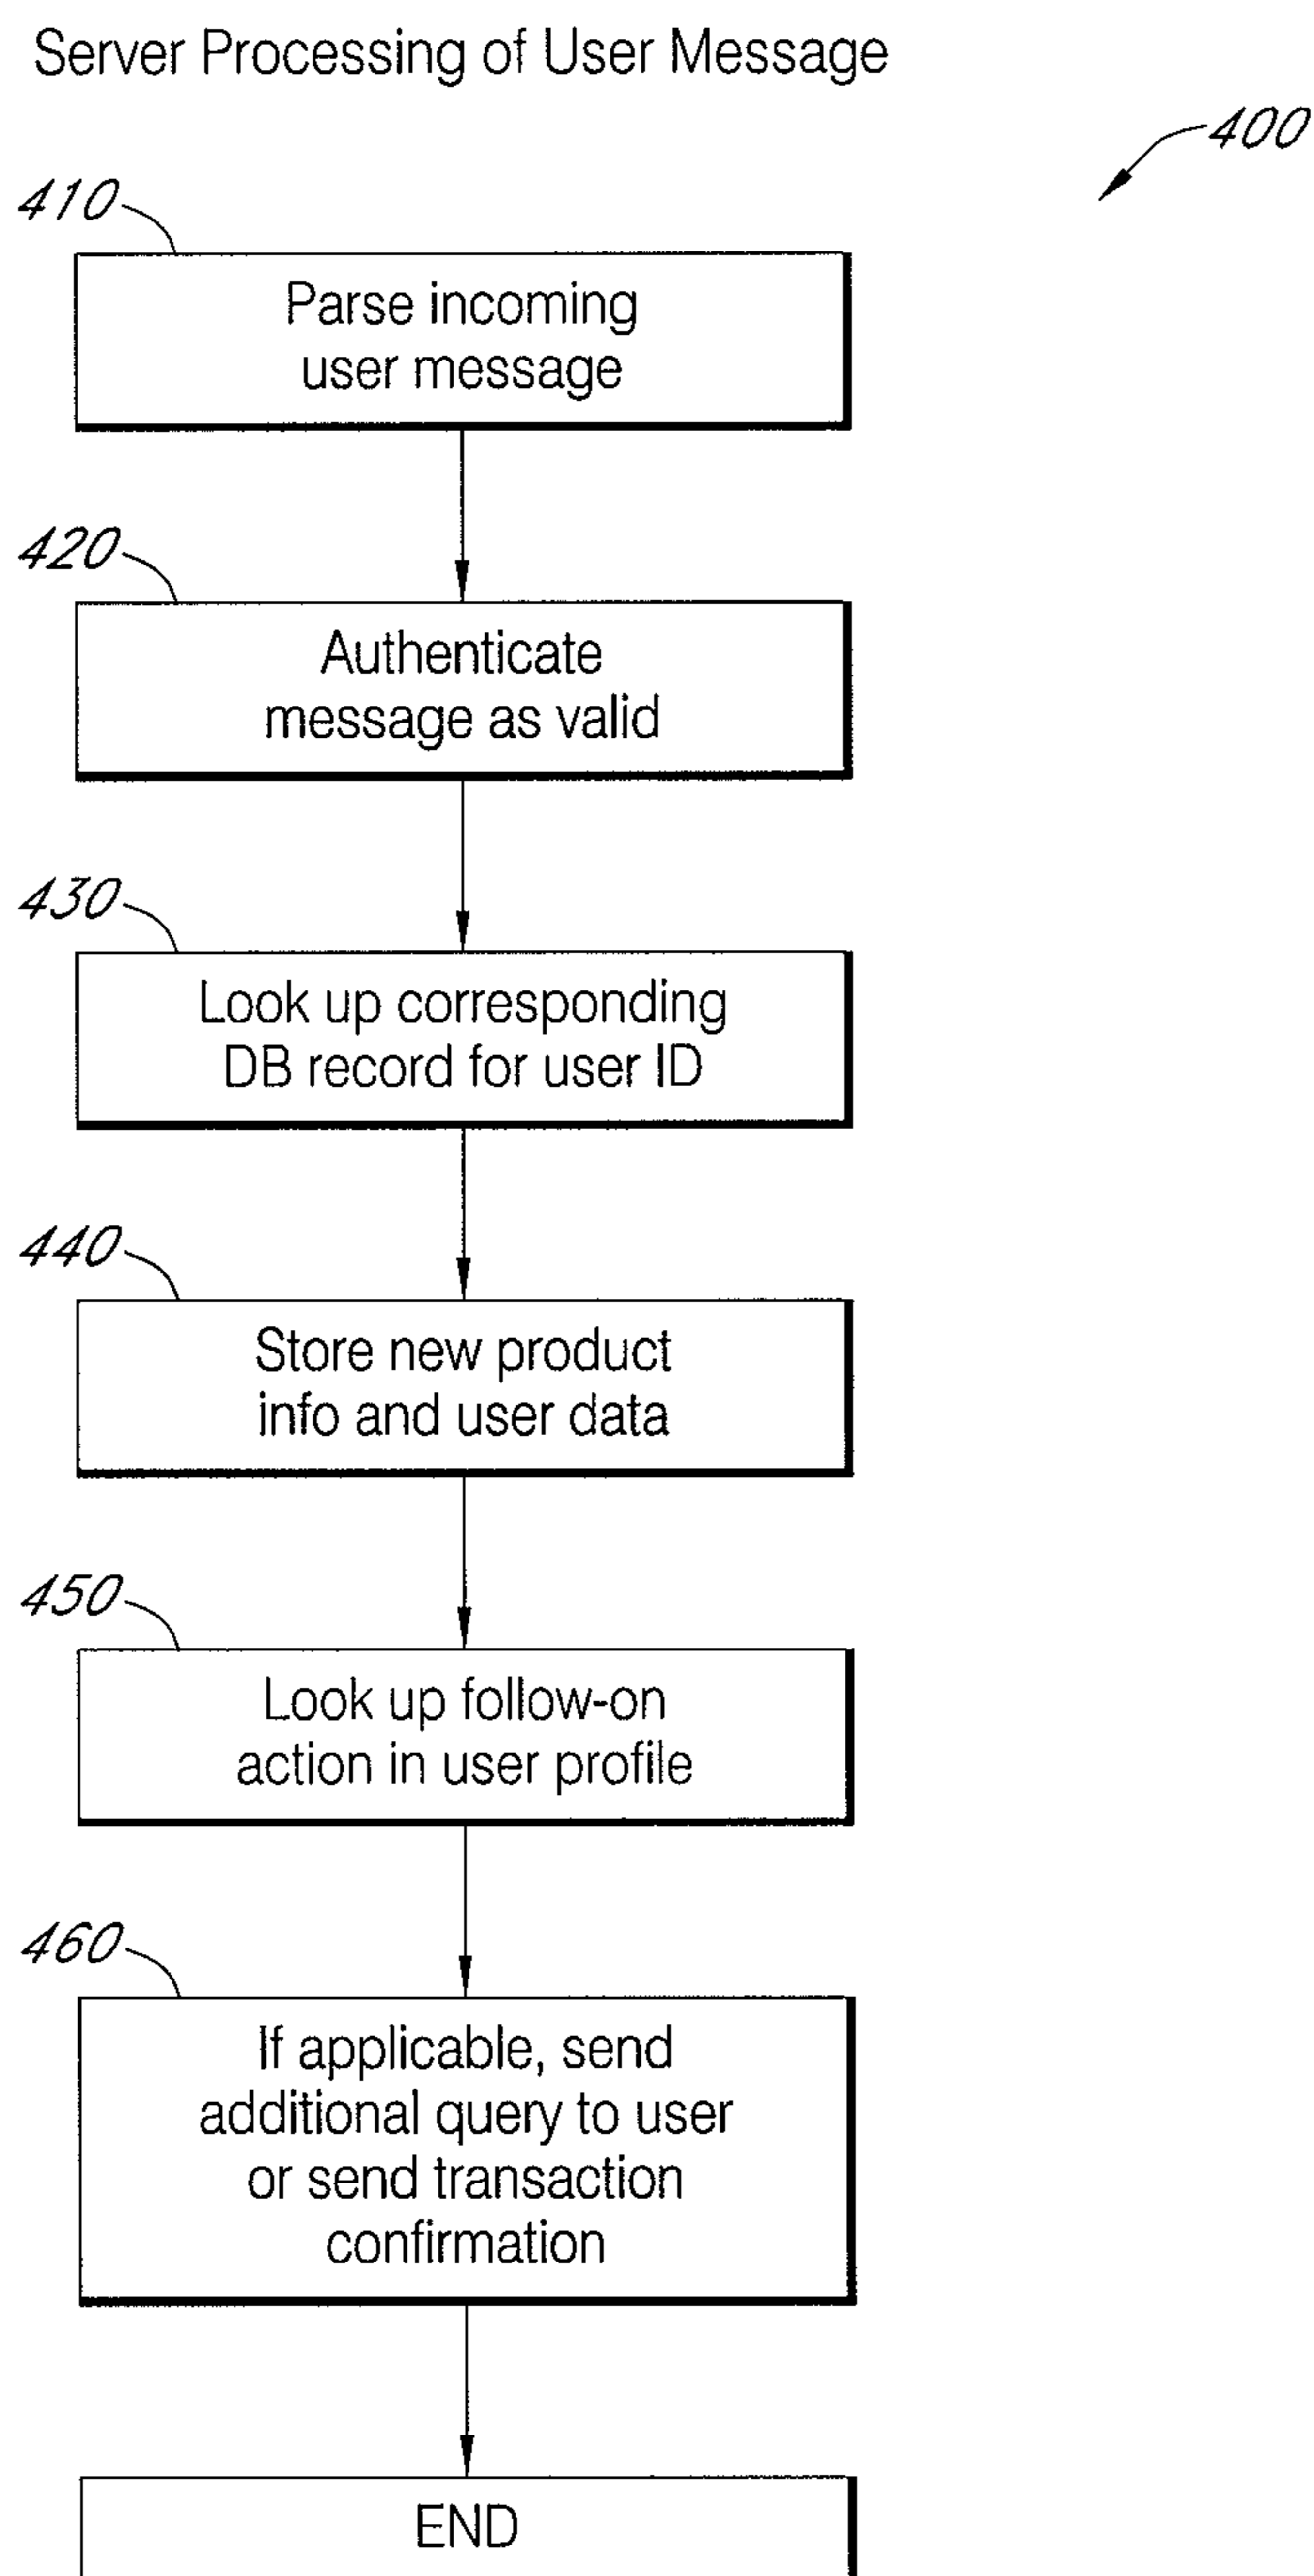 Server Processing of User Message
400
410
Parse incoming
user message
420
Authenticate
message as valid
430
Look up corresponding
DB record for user ID
440
Store new product
info and user data
450
Look up follow-on
action in user profile
460
If applicable, send
additional query to user
or send transaction
confirmation
END